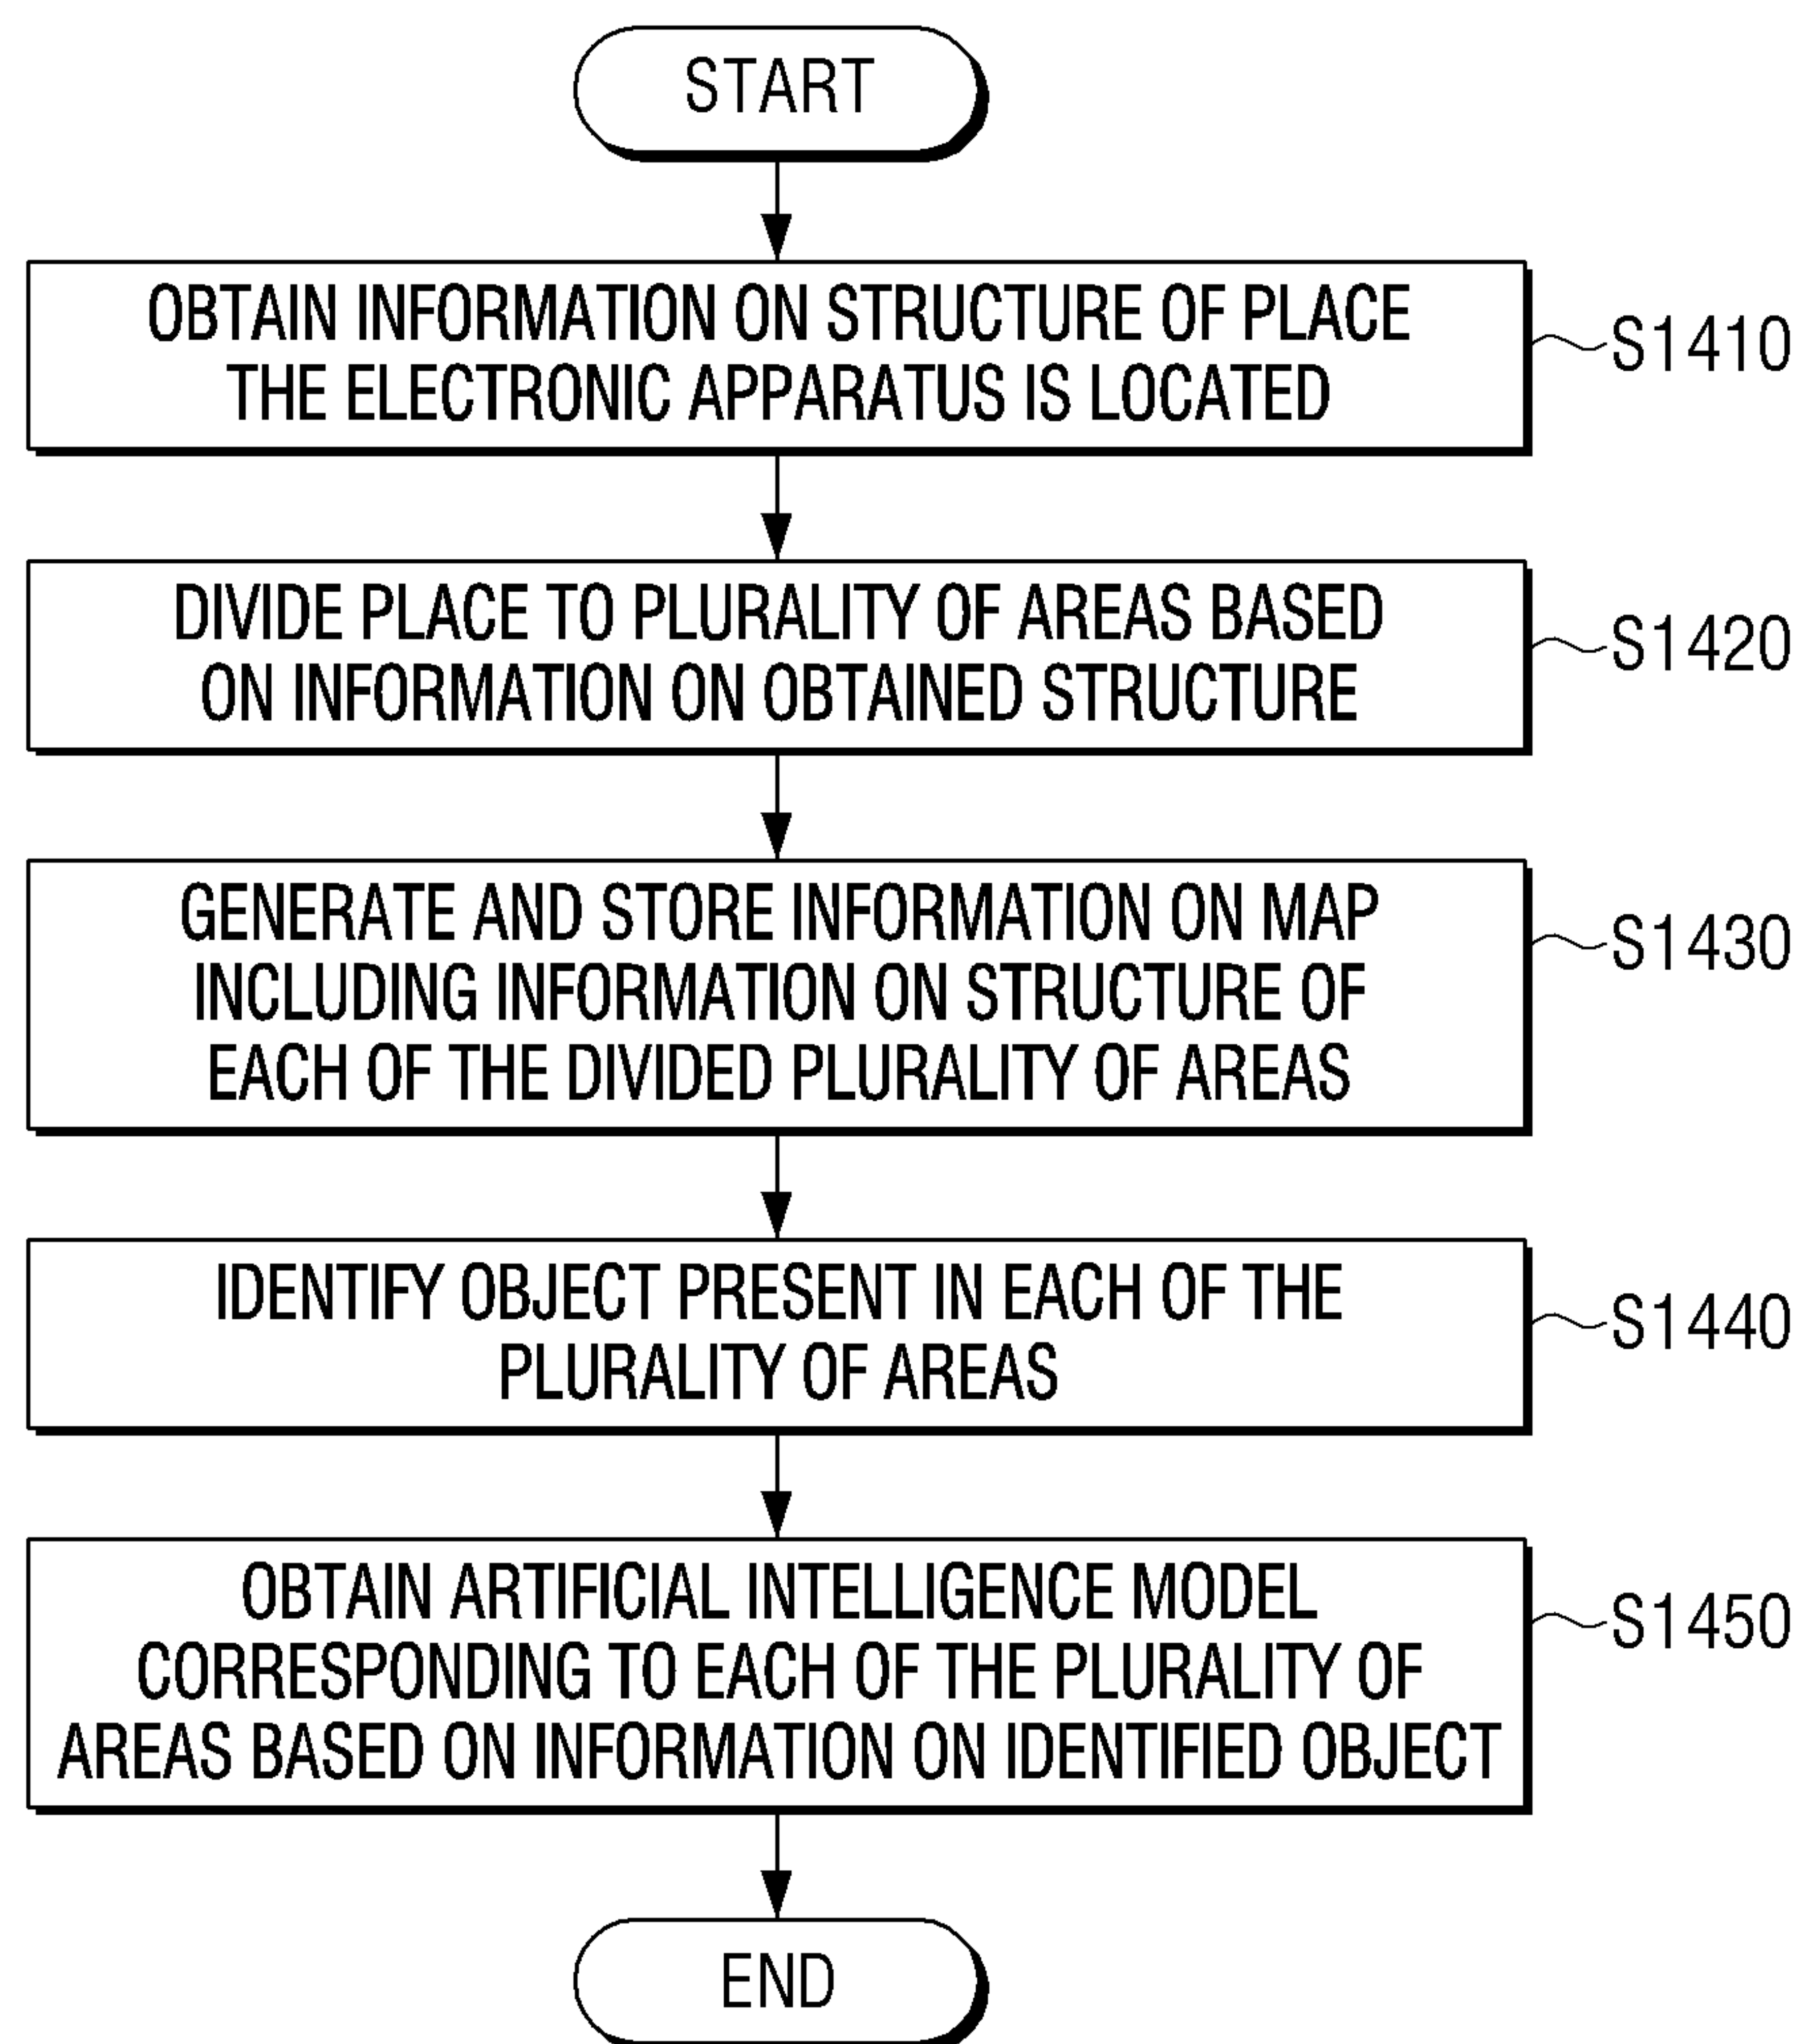 START
OBTAIN INFORMATION ON STRUCTURE OF PLACE
THE ELECTRONIC APPARATUS IS LOCATED
S1410
DIVIDE PLACE TO PLURALITY OF AREAS BASED
ON INFORMATION ON OBTAINED STRUCTURE
S1420
GENERATE AND STORE INFORMATION ON MAP
INCLUDING INFORMATION ON STRUCTURE OF
EACH OF THE DIVIDED PLURALITY OF AREAS
S1430
IDENTIFY OBJECT PRESENT IN EACH OF THE
PLURALITY OF AREAS
S1440
OBTAIN ARTIFICIAL INTELLIGENCE MODEL
CORRESPONDING TO EACH OF THE PLURALITY OF
AREAS BASED ON INFORMATION ON IDENTIFIED OBJECT
S1450
END